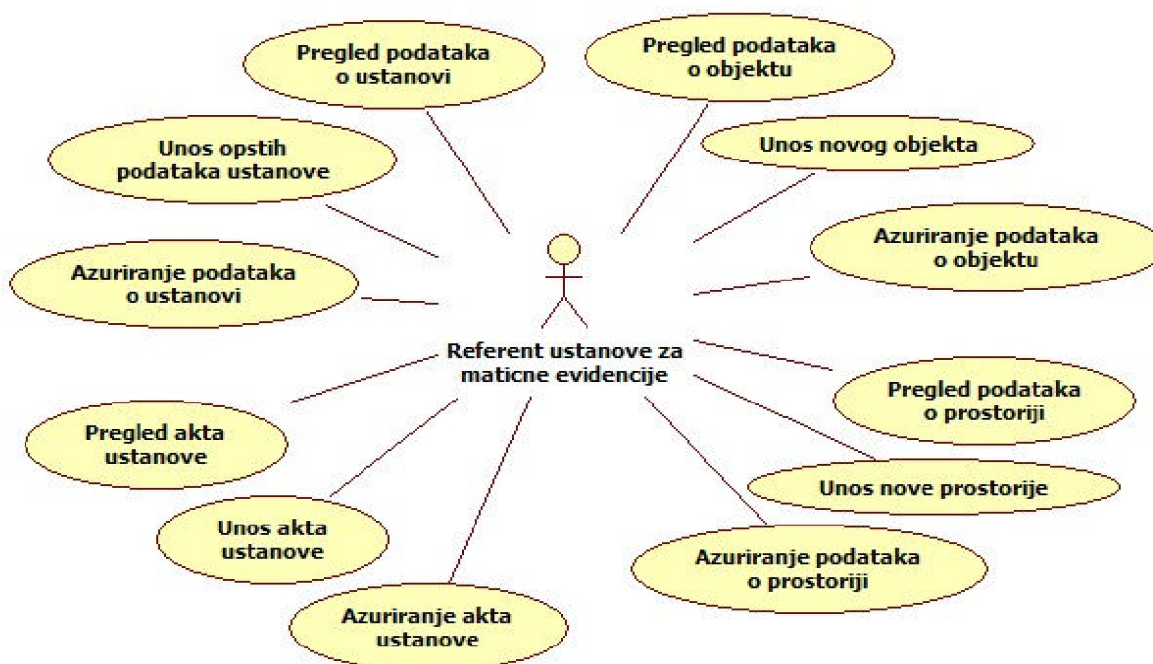 Pregled podataka
o ustanovi
Pregled podataka
o objektu
Unos opstih
podataka ustanove
Unos novog objekta
Azuriranje podataka
o ustanovi
Azuriranje podataka
o objektu
Referent ustanove za
maticne evidencije
Pregled podataka
o prostoriji
Pregled akta
ustanove
Unos nove prostorije
Unos akta
ustanove
Azuriranje podataka
o prostoriji
Azuriranje akta
ustanove